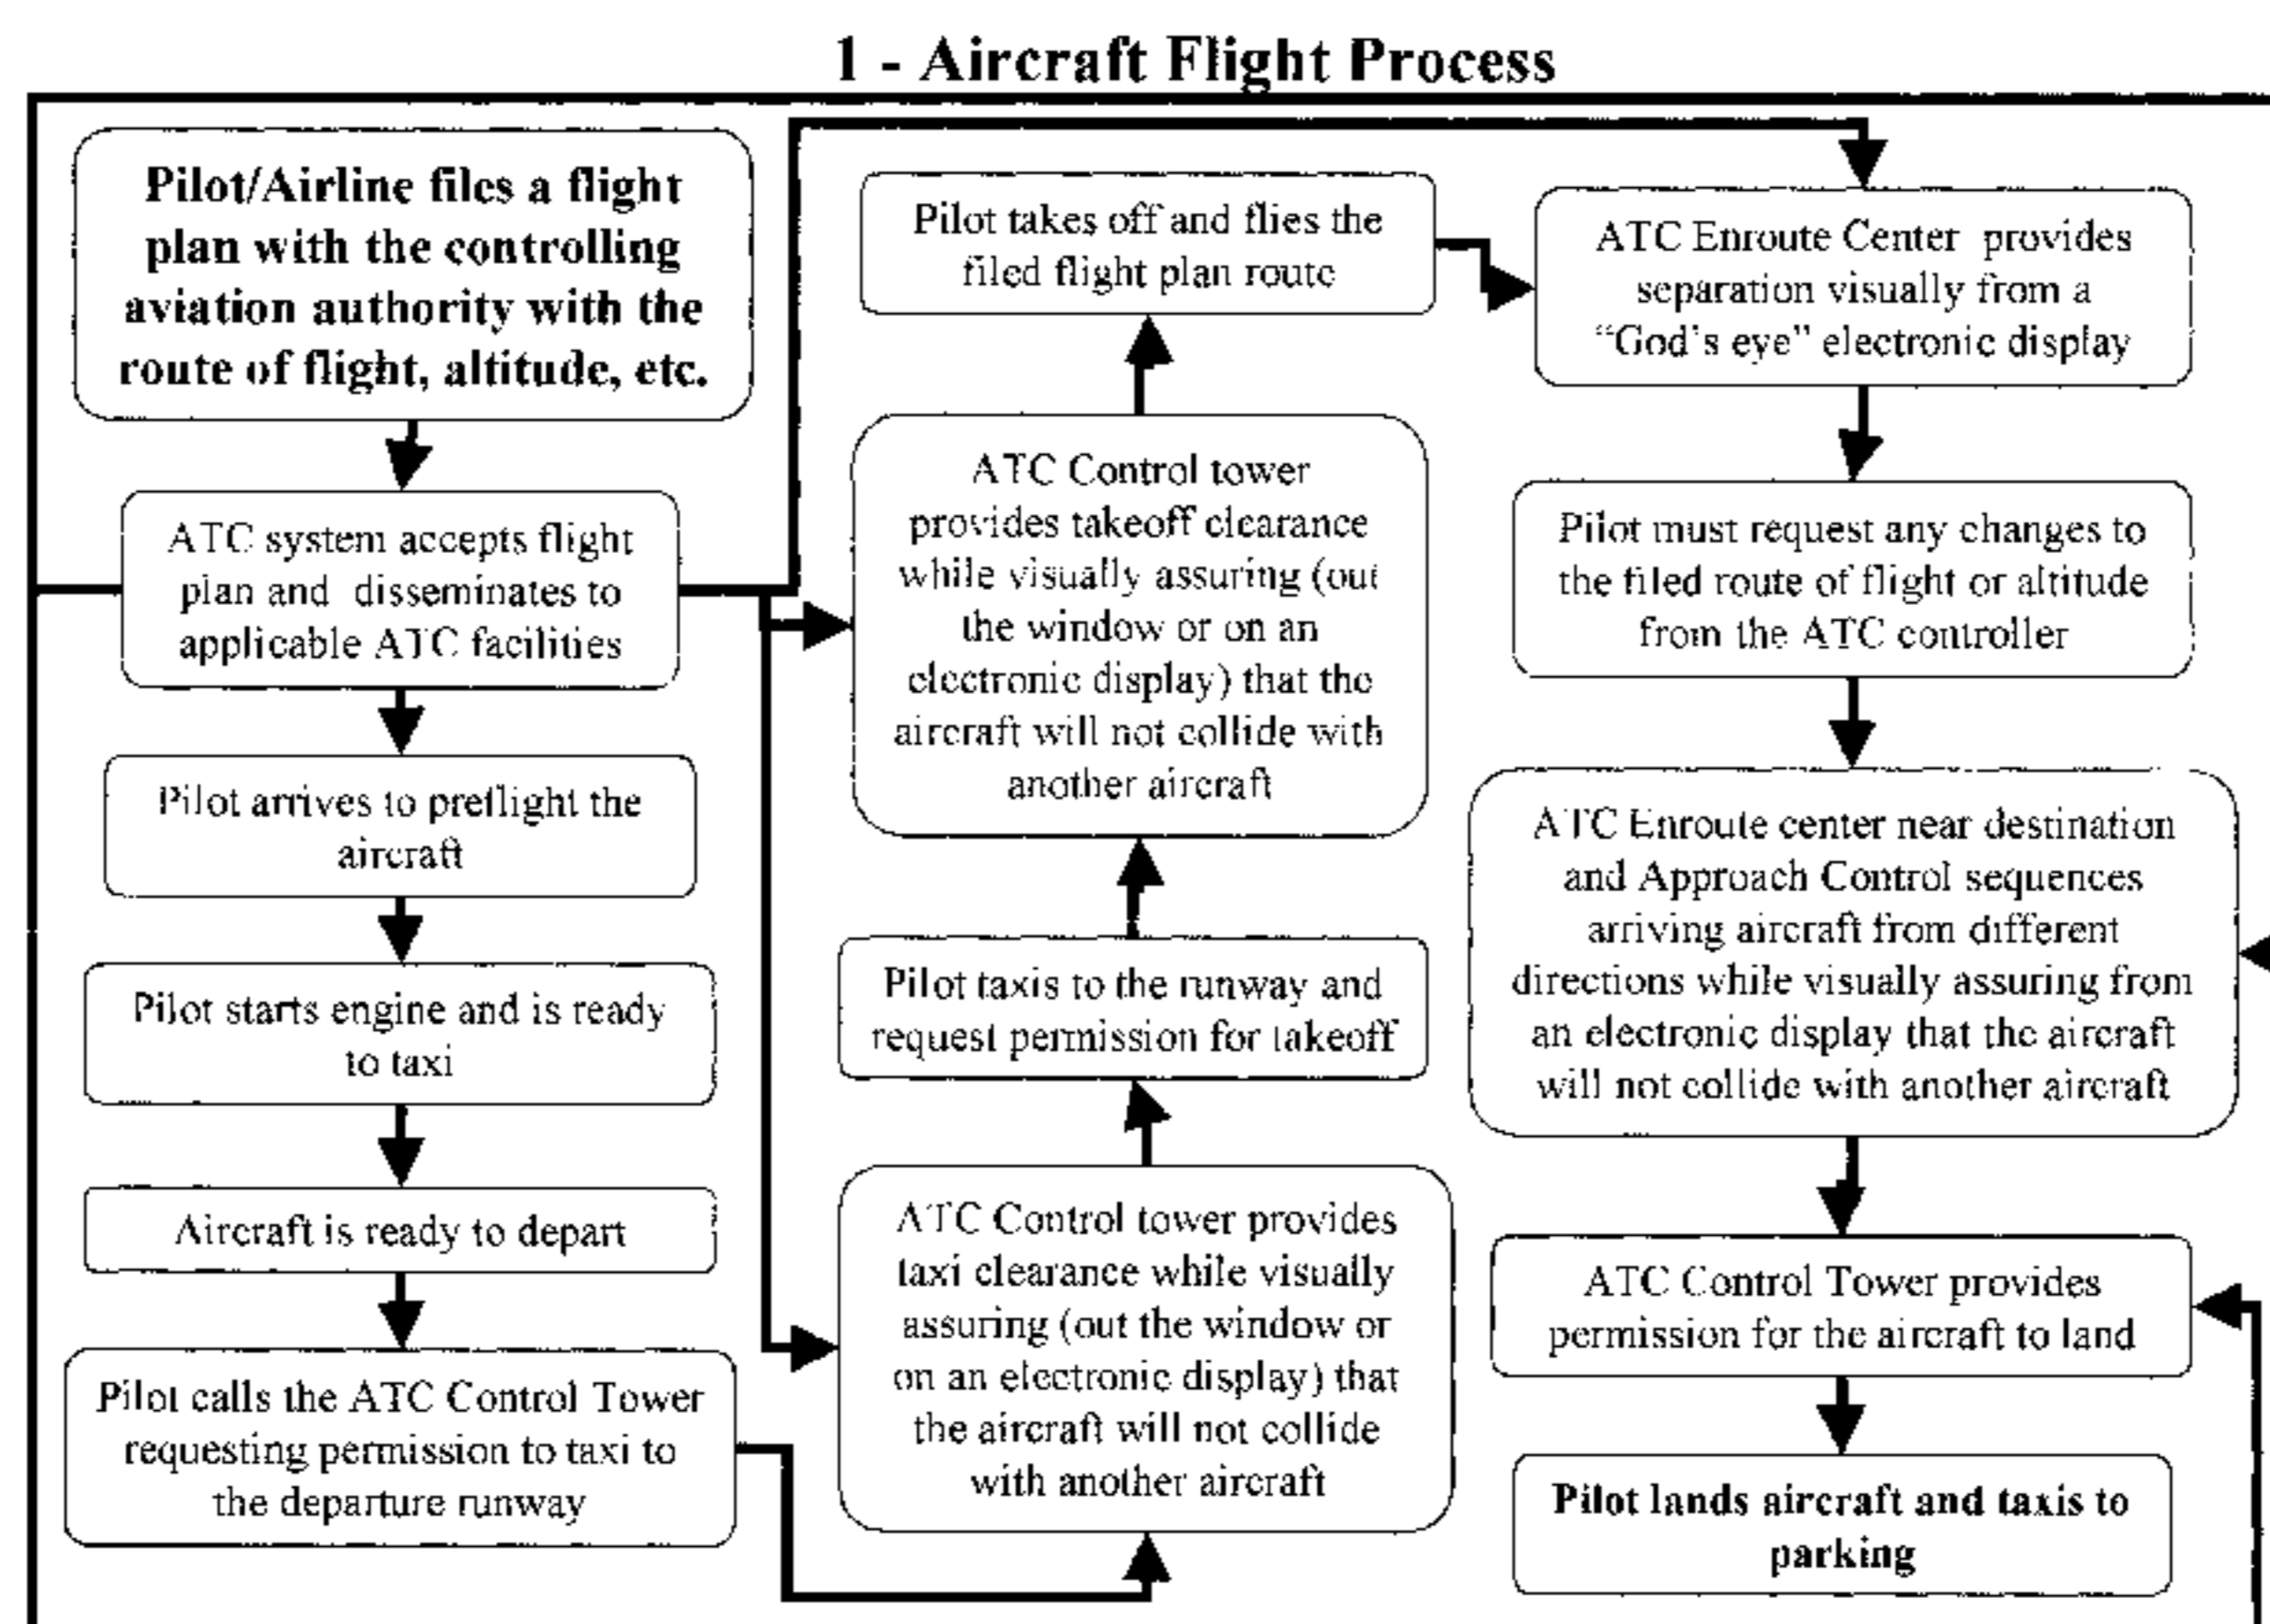 1 - Aircraft Flight Process
Pilot/Airline files a flight
plan with the controlling
aviation authority with the
route of flight, altitude, etc.
ATC system accepts flight
plan and disseminates to
applicable ATC facilities
Pilot arrives to preflight the
aircraft
Pilot starts engine and is ready
to taxi
Aircraft is ready to depart
Pilot calls the ATC Control Tower
requesting permission to taxi to
the departure runway
Pilot takes off and flies the
filed flight plan route
ATC Control tower
provides takeoff clearance
while visually assuring (out
the window or on an
electronic display) that the
aircraft will not collide with
another aircraft
Pilot taxis to the runway and
request permission for takeoff
ATC Control tower provides
taxi clearance while visually
assuring (out the window or
on an electronic display) that
the aircraft will not collide
with another aircraft
ATC Enroute Center provides
separation visually from a
“God's eye” electronic display
Pilot must request any changes to
the filed route of flight or altitude
from the ATC controller
ATC Enroute center near destination
and Approach Control sequences
arriving aircraft from different
directions while visually assuring from
an electronic display that the aircraft
will not collide with another aircraft
ATC Control Tower provides
permission for the aircraft to land
Pilot lands aircraft and taxis to
parking